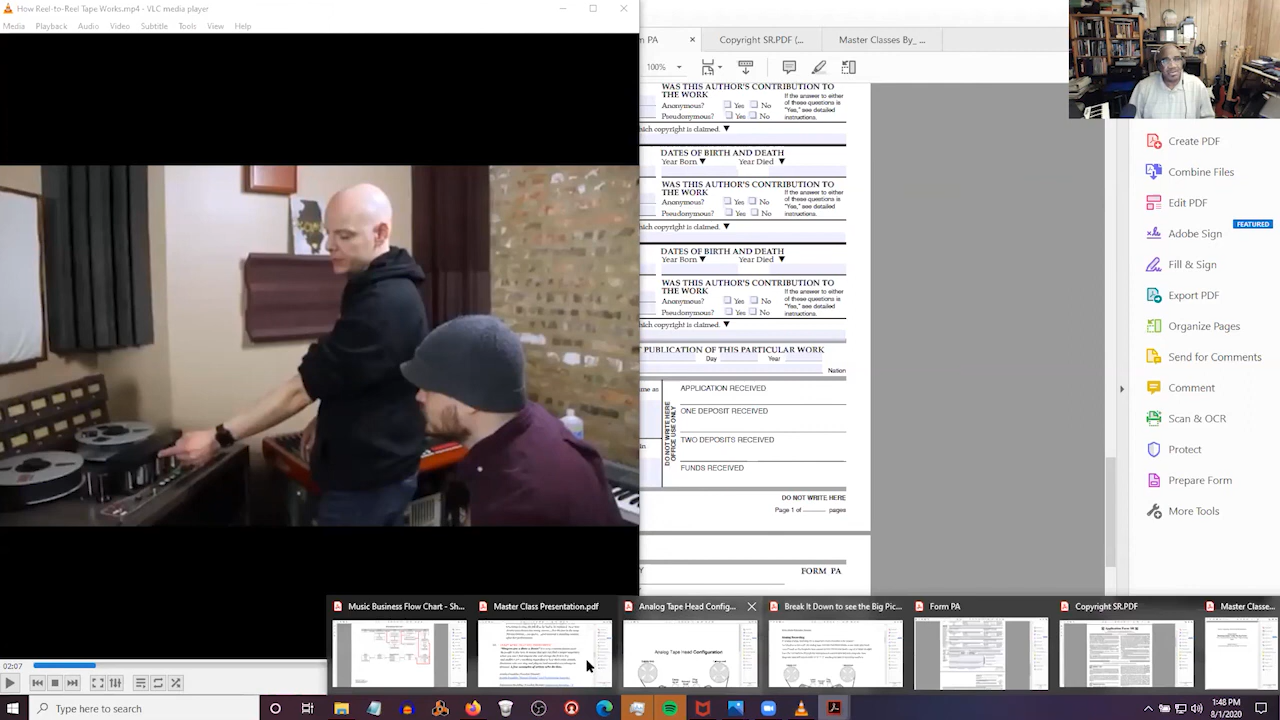 How Reel-to-Reel Tape Works.mp4 - VLC media player
Media Playback Audio Video Subtitle Tools View Help
m PA
Copyright SR.PDF (...
Master Classes By_ ...
100%
WAS THIS AUTHOR'S CONTRIBUTION TO
THE WORK
Anonymous? Yes No
Pseudonymous? Yes No
If the answer to either
of these questions is
"Yes," see detailed
instructions.
hich copyright is claimed. ▼
DATES OF BIRTH AND DEATH
Year Born ▼ Year Died ▼
WAS THIS AUTHOR'S CONTRIBUTION TO
THE WORK
Anonymous? Yes No
Pseudonymous? Yes No
If the answer to either
of these questions is
"Yes," see detailed
instructions.
hich copyright is claimed. ▼
DATES OF BIRTH AND DEATH
Year Born ▼ Year Died ▼
WAS THIS AUTHOR'S CONTRIBUTION TO
THE WORK
Anonymous? Yes No
Pseudonymous? Yes No
If the answer to either
of these questions is
"Yes," see detailed
instructions.
hich copyright is claimed. ▼
T PUBLICATION OF THIS PARTICULAR WORK
Day Year
Nation
me as
in
DO NOT WRITE HERE
OFFICE USE ONLY
APPLICATION RECEIVED
ONE DEPOSIT RECEIVED
TWO DEPOSITS RECEIVED
FUNDS RECEIVED
DO NOT WRITE HERE
Page 1 of pages
FORM PA
Create PDF
Combine Files
Edit PDF
FEATURED
Adobe Sign
Fill & Sign
Export PDF
Organize Pages
Send for Comments
Comment
Scan & OCR
Protect
Prepare Form
More Tools
Music Business Flow Chart - Sh...
Master Class Presentation.pdf
Analog Tape Head Config...
Break It Down to see the Big Pic...
Form PA
Copyright SR.PDF
Master Classe...
Analog Tape Head Configuration
02:07
Type here to search
1:48 PM
8/1/2020